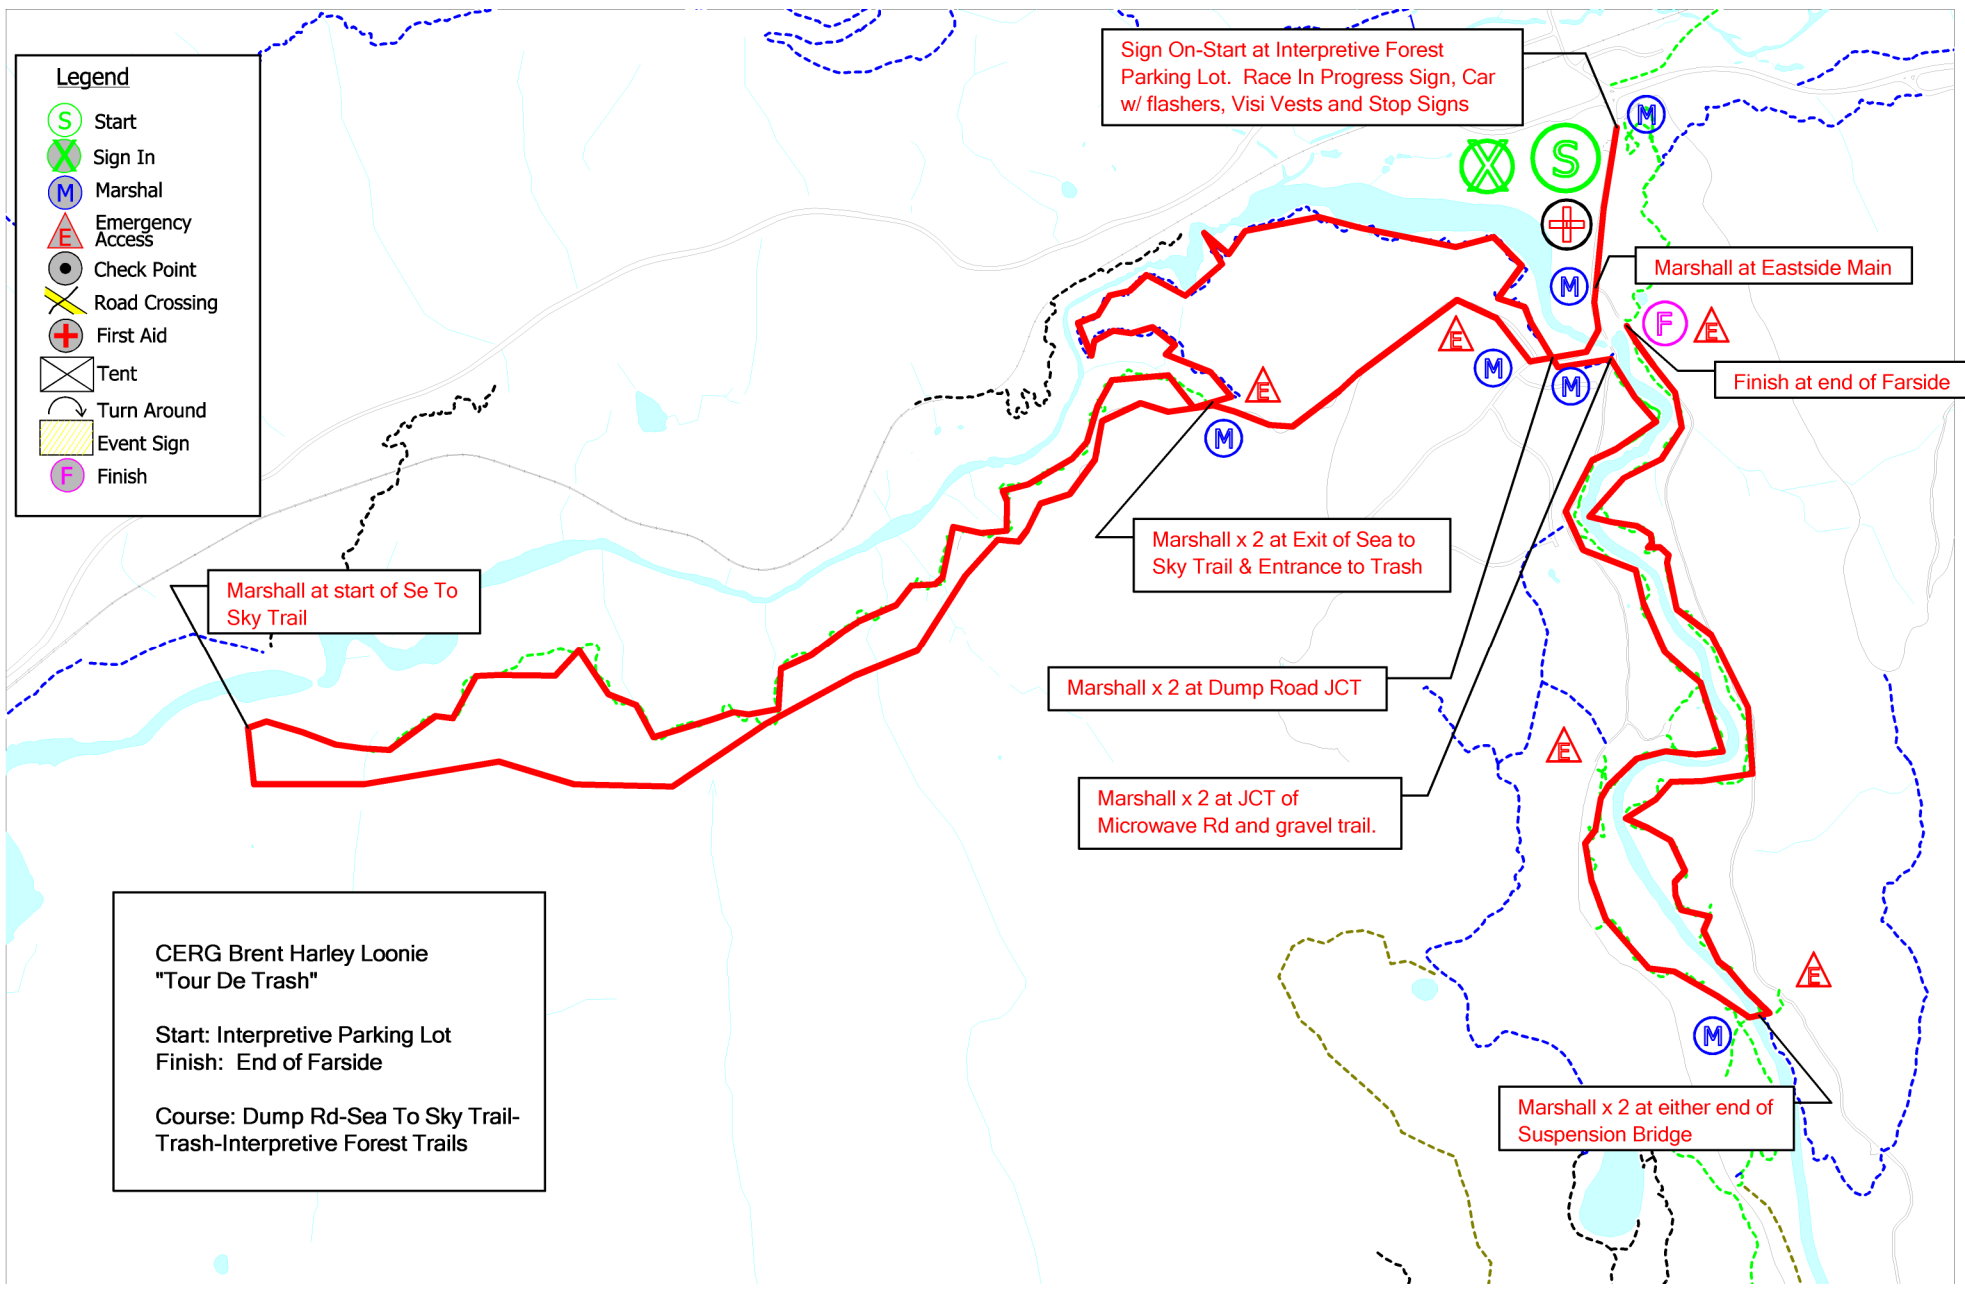 Legend
S Start
X Sign In
M Marshal
E Emergency
Access
Check Point
Road Crossing
First Aid
Tent
Turn Around
Event Sign
F Finish
Sign On-Start at Interpretive Forest
Parking Lot.  Race In Progress Sign, Car
w/ flashers, Visi Vests and Stop Signs
M
X
S
M
Marshall at Eastside Main
F
E
Finish at end of Farside
E
M
M
E
M
Marshall x 2 at Exit of Sea to
Sky Trail & Entrance to Trash
Marshall at start of Se To
Sky Trail
Marshall x 2 at Dump Road JCT
E
Marshall x 2 at JCT of
Microwave Rd and gravel trail.
E
M
Marshall x 2 at either end of
Suspension Bridge
CERG Brent Harley Loonie
"Tour De Trash"
Start: Interpretive Parking Lot
Finish:  End of Farside
Course: Dump Rd-Sea To Sky Trail-
Trash-Interpretive Forest Trails